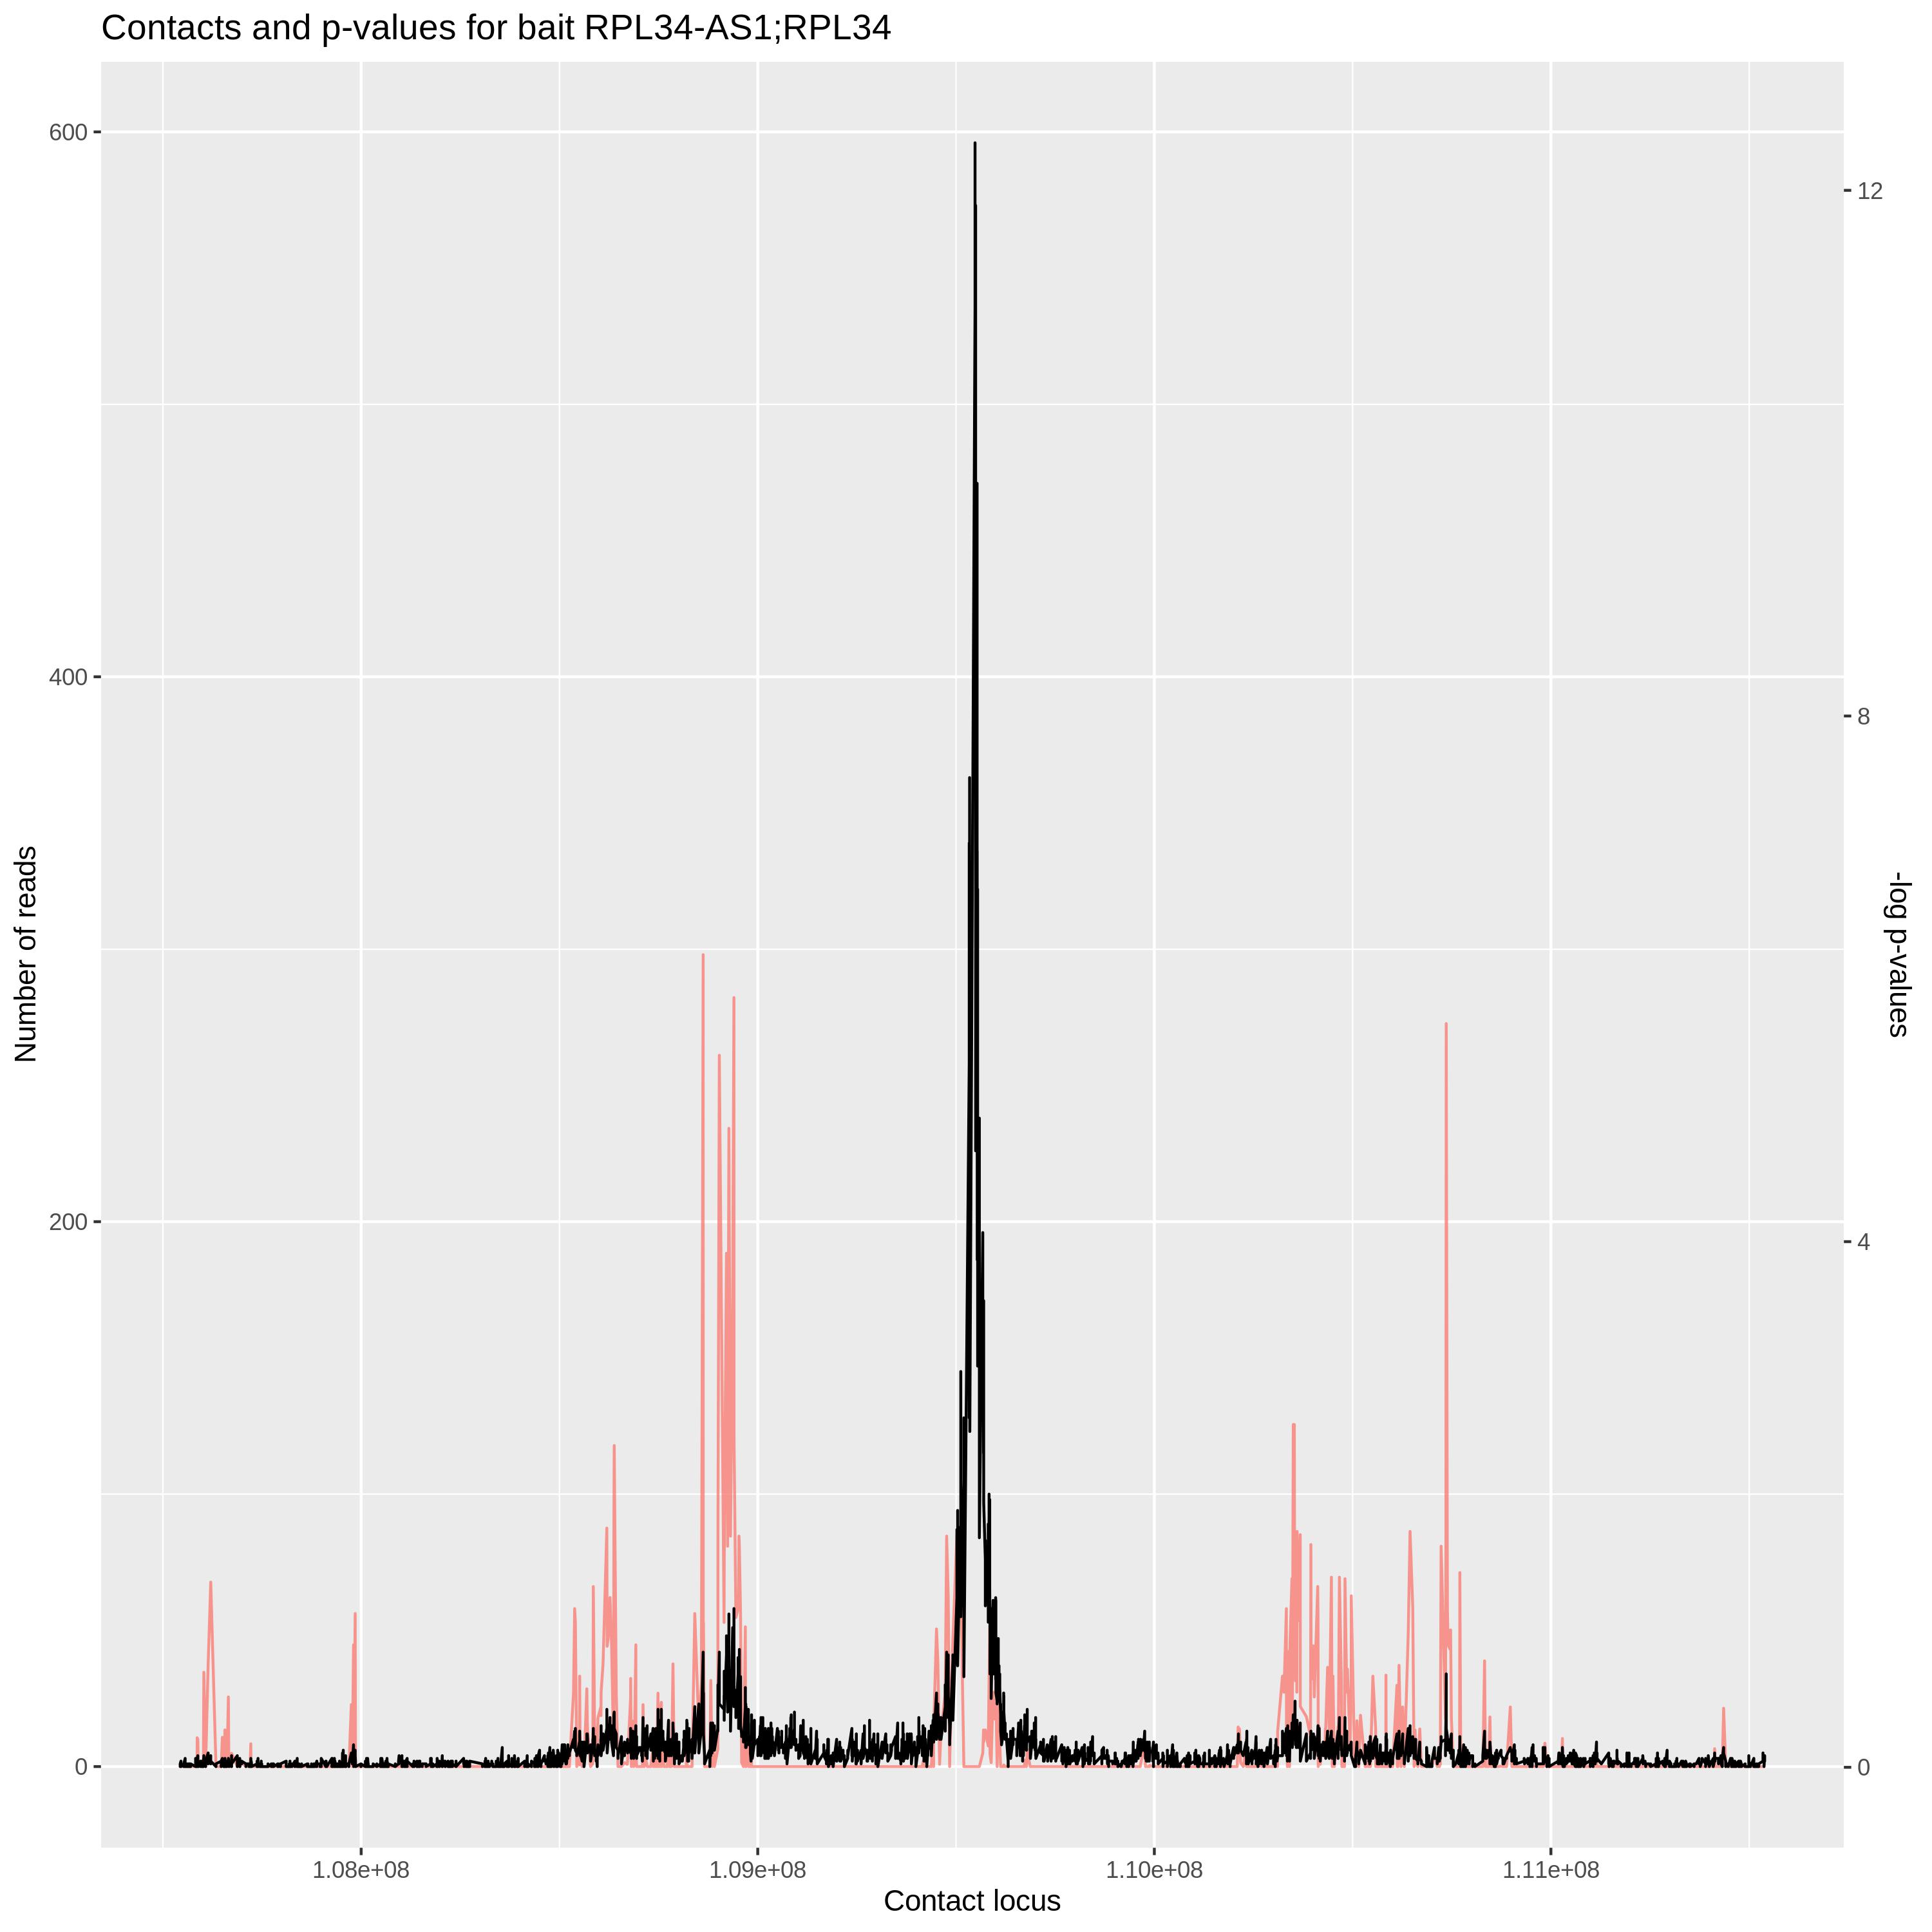 Contacts and p-values for bait RPL34-AS1;RPL34
600
400
200
0
12
8
4
0
Number of reads
-log p-values
1.08e+08
1.09e+08
1.10e+08
1.11e+08
Contact locus